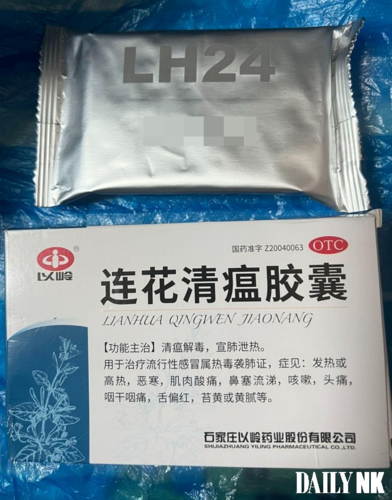 LH24
国药准字 Z20040063
OTC
以岭
®
连花清瘟胶囊
LIANHUA QINGWEN JIAONANG
【功能主治】清瘟解毒，宣肺泄热。
用于治疗流行性感冒属热毒袭肺证，症见：发热或
高热，恶寒，肌肉酸痛，鼻塞流涕，咳嗽，头痛，
咽干咽痛，舌偏红，苔黄或黄腻等。
石家庄以岭药业股份有限公司
SHIJIAZHUANG YILING PHARMACEUTICAL CO.,LTD.
DAILY NK